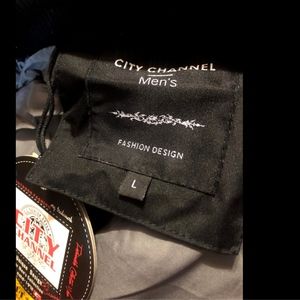 CITY CHANNEL
Men's
FASHION DESIGN
L
CITY
CHANNEL